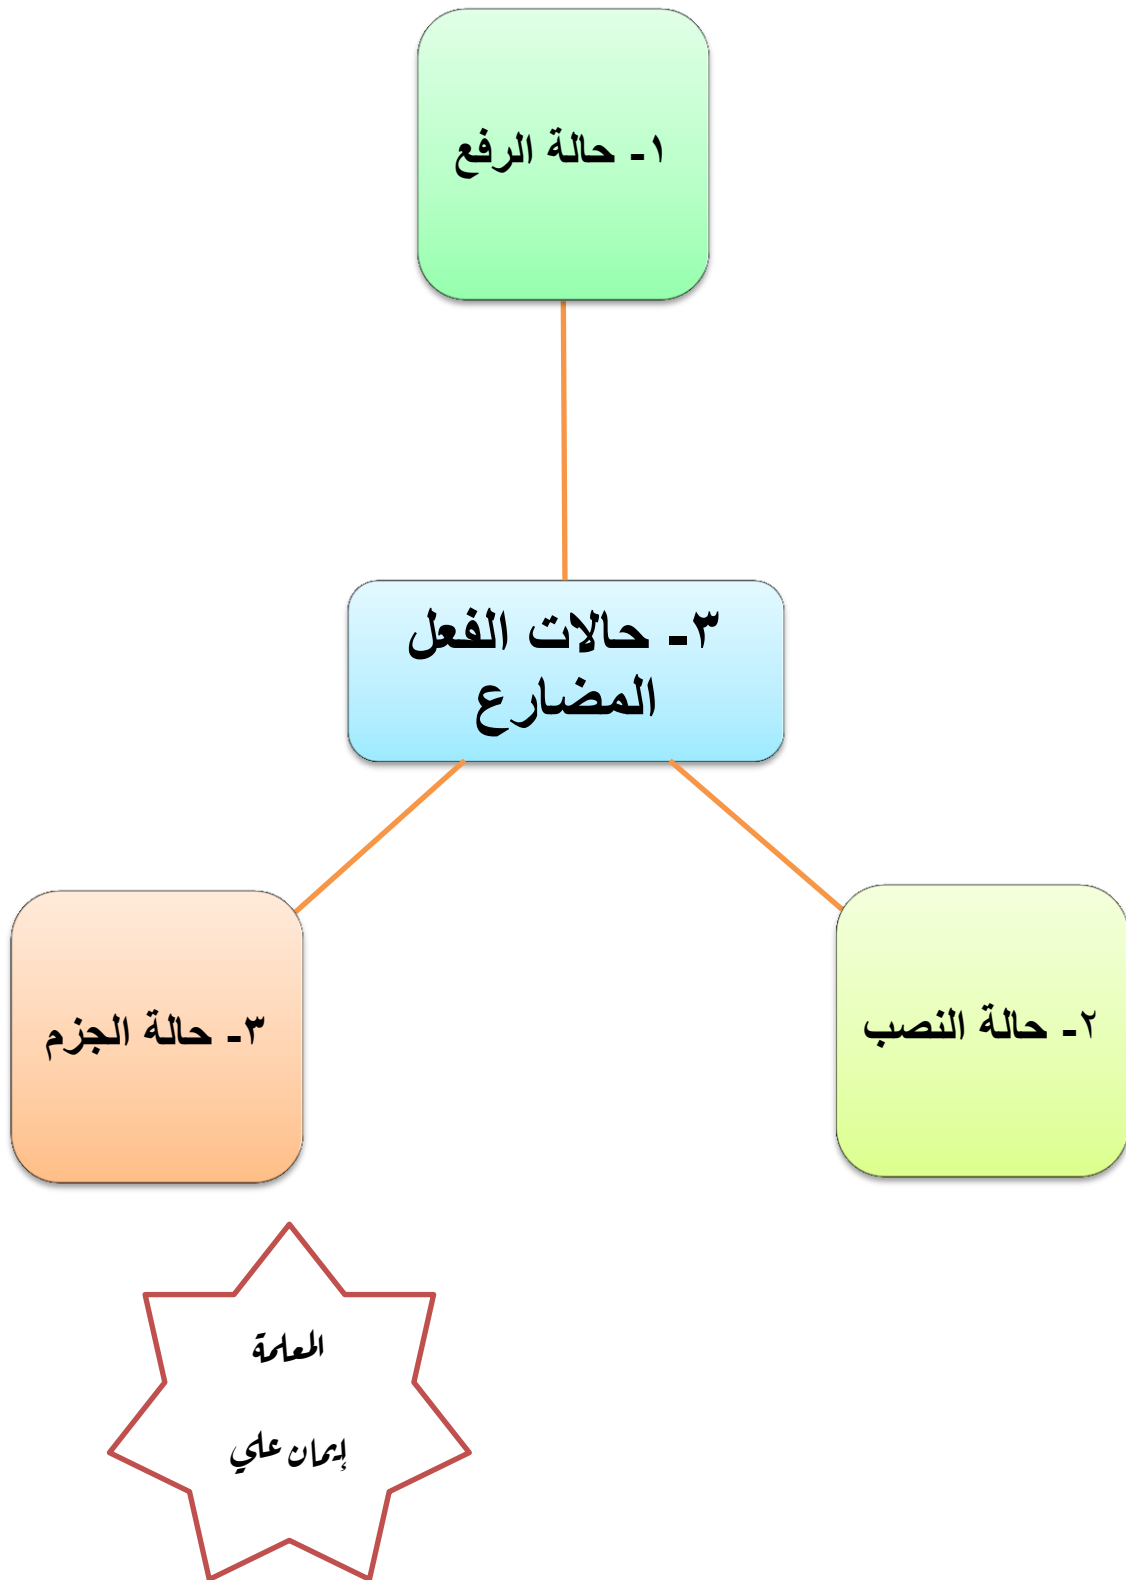 ١- حالة الرفع
٣- حالات الفعل
المضارع
٢- حالة النصب
٣- حالة الجزم
المعلمة
إيمان علي